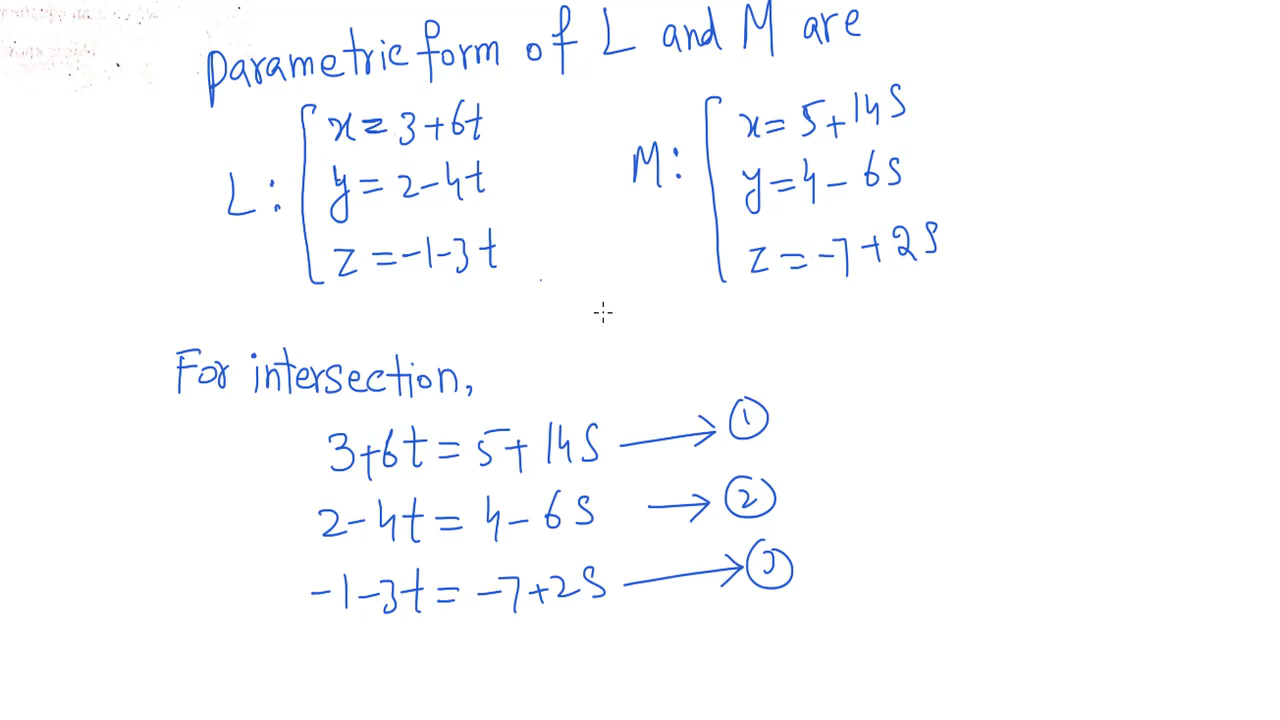 Parametric form of L and M are
L: { x = 3+6t
y = 2-4t
z = -1-3t
M: { x = 5+14s
y = 4-6s
z = -7+2s
For intersection,
3+6t = 5+14s → ①
2-4t = 4-6s → ②
-1-3t = -7+2s → ③